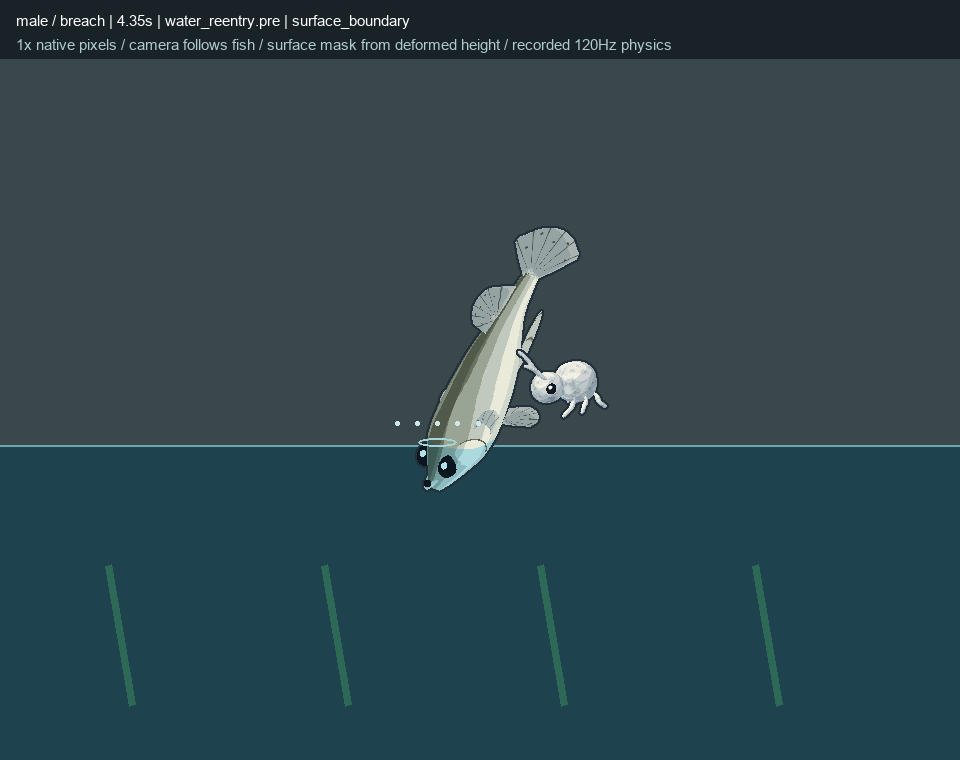 male / breach | 4.35s | water_reentry.pre | surface_boundary
1x native pixels / camera follows fish / surface mask from deformed height / recorded 120Hz physics